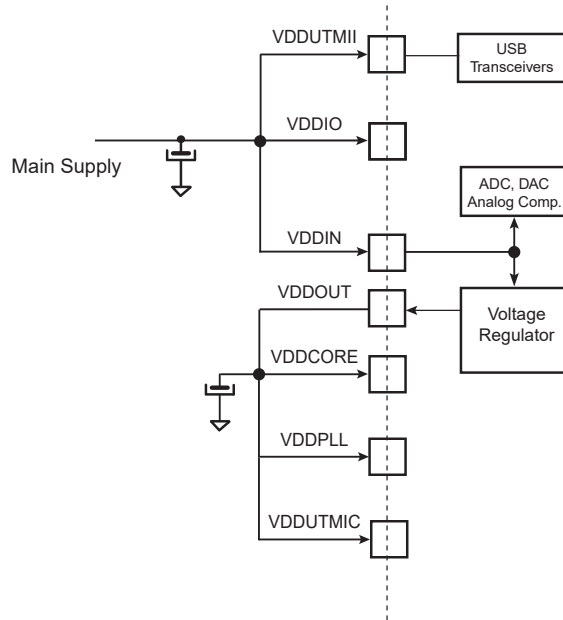 VDDUTMII
USB
Transceivers
VDDIO
Main Supply
ADC, DAC
Analog Comp.
VDDIN
VDDOUT
Voltage
Regulator
VDDCORE
VDDPLL
VDDUTMIC